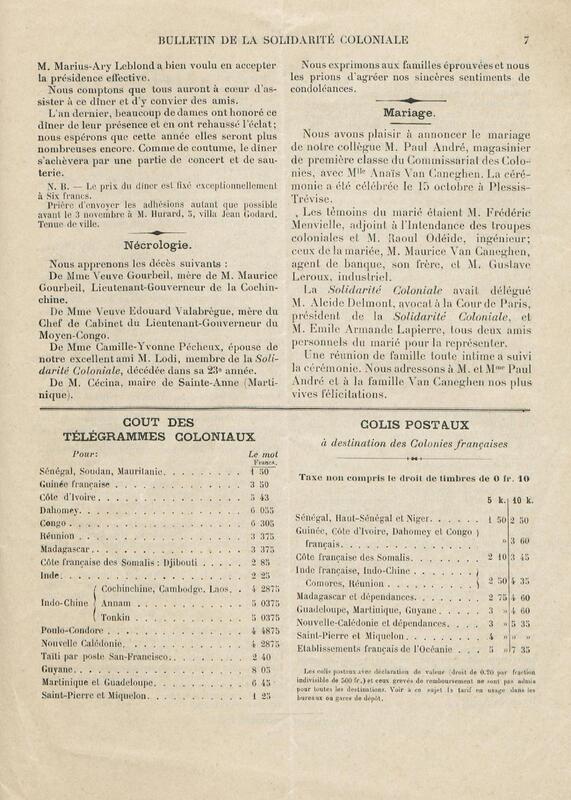 BULLETIN DE LA SOLIDARITÉ COLONIALE 7
M. Marius-Ary Leblond a bien voulu en accepter
la présidence effective.
Nous comptons que tous auront à cœur d'as-
sister à ce dîner et d'y convier des amis.
L'an dernier, beaucoup de dames ont honoré ce
dîner de leur présence et en ont rehaussé l'éclat;
nous espérons que cette année elles seront plus
nombreuses encore. Comme de coutume, le dîner
s'achèvera par une partie de concert et de sau-
terie.
N. B. — Le prix du dîner est fixé exceptionnellement
à Six francs.
Prière d'envoyer les adhésions autant que possible
avant le 3 novembre à M. Hurard, 5, villa Jean Godard.
Tenue de ville.
Nécrologie.
Nous apprenons les décès suivants :
De Mme Veuve Gourbeil, mère de M. Maurice
Gourbeil, Lieutenant-Gouverneur de la Cochin-
chine.
De Mme Veuve Edouard Valabrègue, mère du
Chef de Cabinet du Lieutenant-Gouverneur du
Moyen-Congo.
De Mme Camille-Yvonne Pécheux, épouse de
notre excellent ami M. Lodi, membre de la Soli-
darité Coloniale, décédée dans sa 23e année.
De M. Cécina, maire de Sainte-Anne (Marti-
nique).
Nous exprimons aux familles éprouvées et nous
les prions d'agréer nos sincères sentiments de
condoléances.
Mariage.
Nous avons plaisir à annoncer le mariage
de notre collègue M. Paul André, magasinier
de première classe du Commissariat des Colo-
nies, avec Mlle Anaïs Van Caneghen. La céré-
monie a été célébrée le 15 octobre à Plessis-
Trévise.
Les témoins du marié étaient M. Frédéric
Menvielle, adjoint à l'Intendance des troupes
coloniales et M. Raoul Odéide, ingénieur;
ceux de la mariée, M. Maurice Van Caneghen,
agent de banque, son frère, et M. Gustave
Leroux, industriel.
La Solidarité Coloniale avait délégué
M. Alcide Delmont, avocat à la Cour de Paris,
président de la Solidarité Coloniale, et
M. Emile Armande Lapierre, tous deux amis
personnels du marié pour la représenter.
Une réunion de famille toute intime a suivi
la cérémonie. Nous adressons à M. et Mme Paul
André et à la famille Van Caneghen nos plus
vives félicitations.
COUT DES
TÉLÉGRAMMES COLONIAUX
Pour: Le mot
Francs.
Sénégal, Soudan, Mauritanie. 1 50
Guinée française 3 50
Côte d'Ivoire. 5 43
Dahomey. 6 055
Congo 6 305
Réunion 3 375
Madagascar 3 375
Côte française des Somalis : Djibouti 2 85
Inde. 2 25
Indo-Chine { Cochinchine, Cambodge, Laos. 4 2875
Annam 5 0375
Tonkin 5 0375
Poulo-Condore 4 4875
Nouvelle Calédonie. 4 2875
Taïti par poste San-Francisco. 2 40
Guyane. 8 05
Martinique et Guadeloupe. 6 45
Saint-Pierre et Miquelon. 1 25
COLIS POSTAUX
à destination des Colonies françaises
Taxe non compris le droit de timbres de 0 fr. 10
5 k. 10 k.
Sénégal, Haut-Sénégal et Niger. 1 50 2 50
Guinée, Côte d'Ivoire, Dahomey et Congo )
français. » 3 60
Côte française des Somalis 2 10 3 45
Inde française, Indo-Chine
Comores, Réunion 2 50 4 35
Madagascar et dépendances. 2 75 4 60
Guadeloupe, Martinique, Guyane. 3 » 4 60
Nouvelle-Calédonie et dépendances. 3 » 5 35
Saint-Pierre et Miquelon. 4 » » »
Etablissements français de l'Océanie 5 » 7 35
Les colis postaux avec déclaration de valeur (droit de 0.20 par fraction
indivisible de 500 fr.) et ceux grevés de remboursement ne sont pas admis
pour toutes les destinations. Voir à ce sujet le tarif en usage dans les
bureaux ou gares de dépôt.